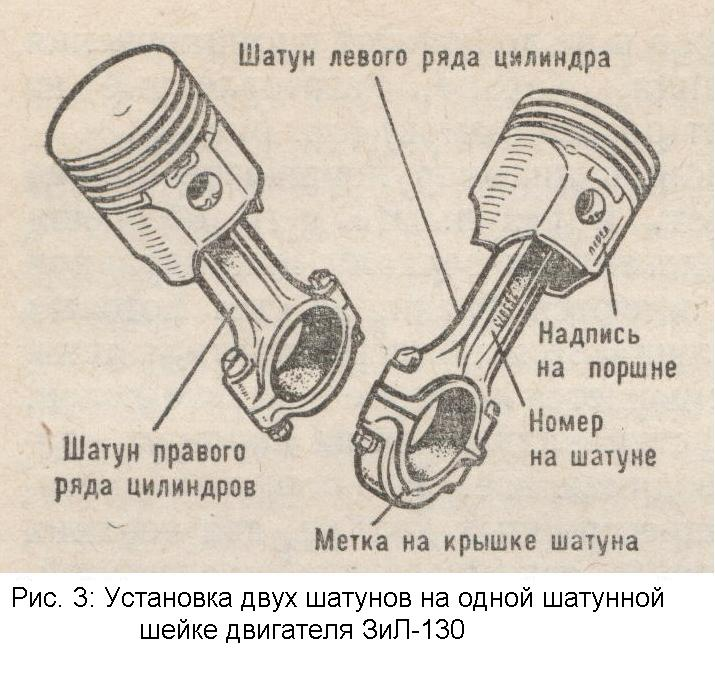 Шатун левого ряда цилиндра
Надпись
на поршне
Номер
на шатуне
Шатун правого
ряда цилиндров
Метка на крышке шатуна
Рис. 3: Установка двух шатунов на одной шатунной
шейке двигателя ЗиЛ-130